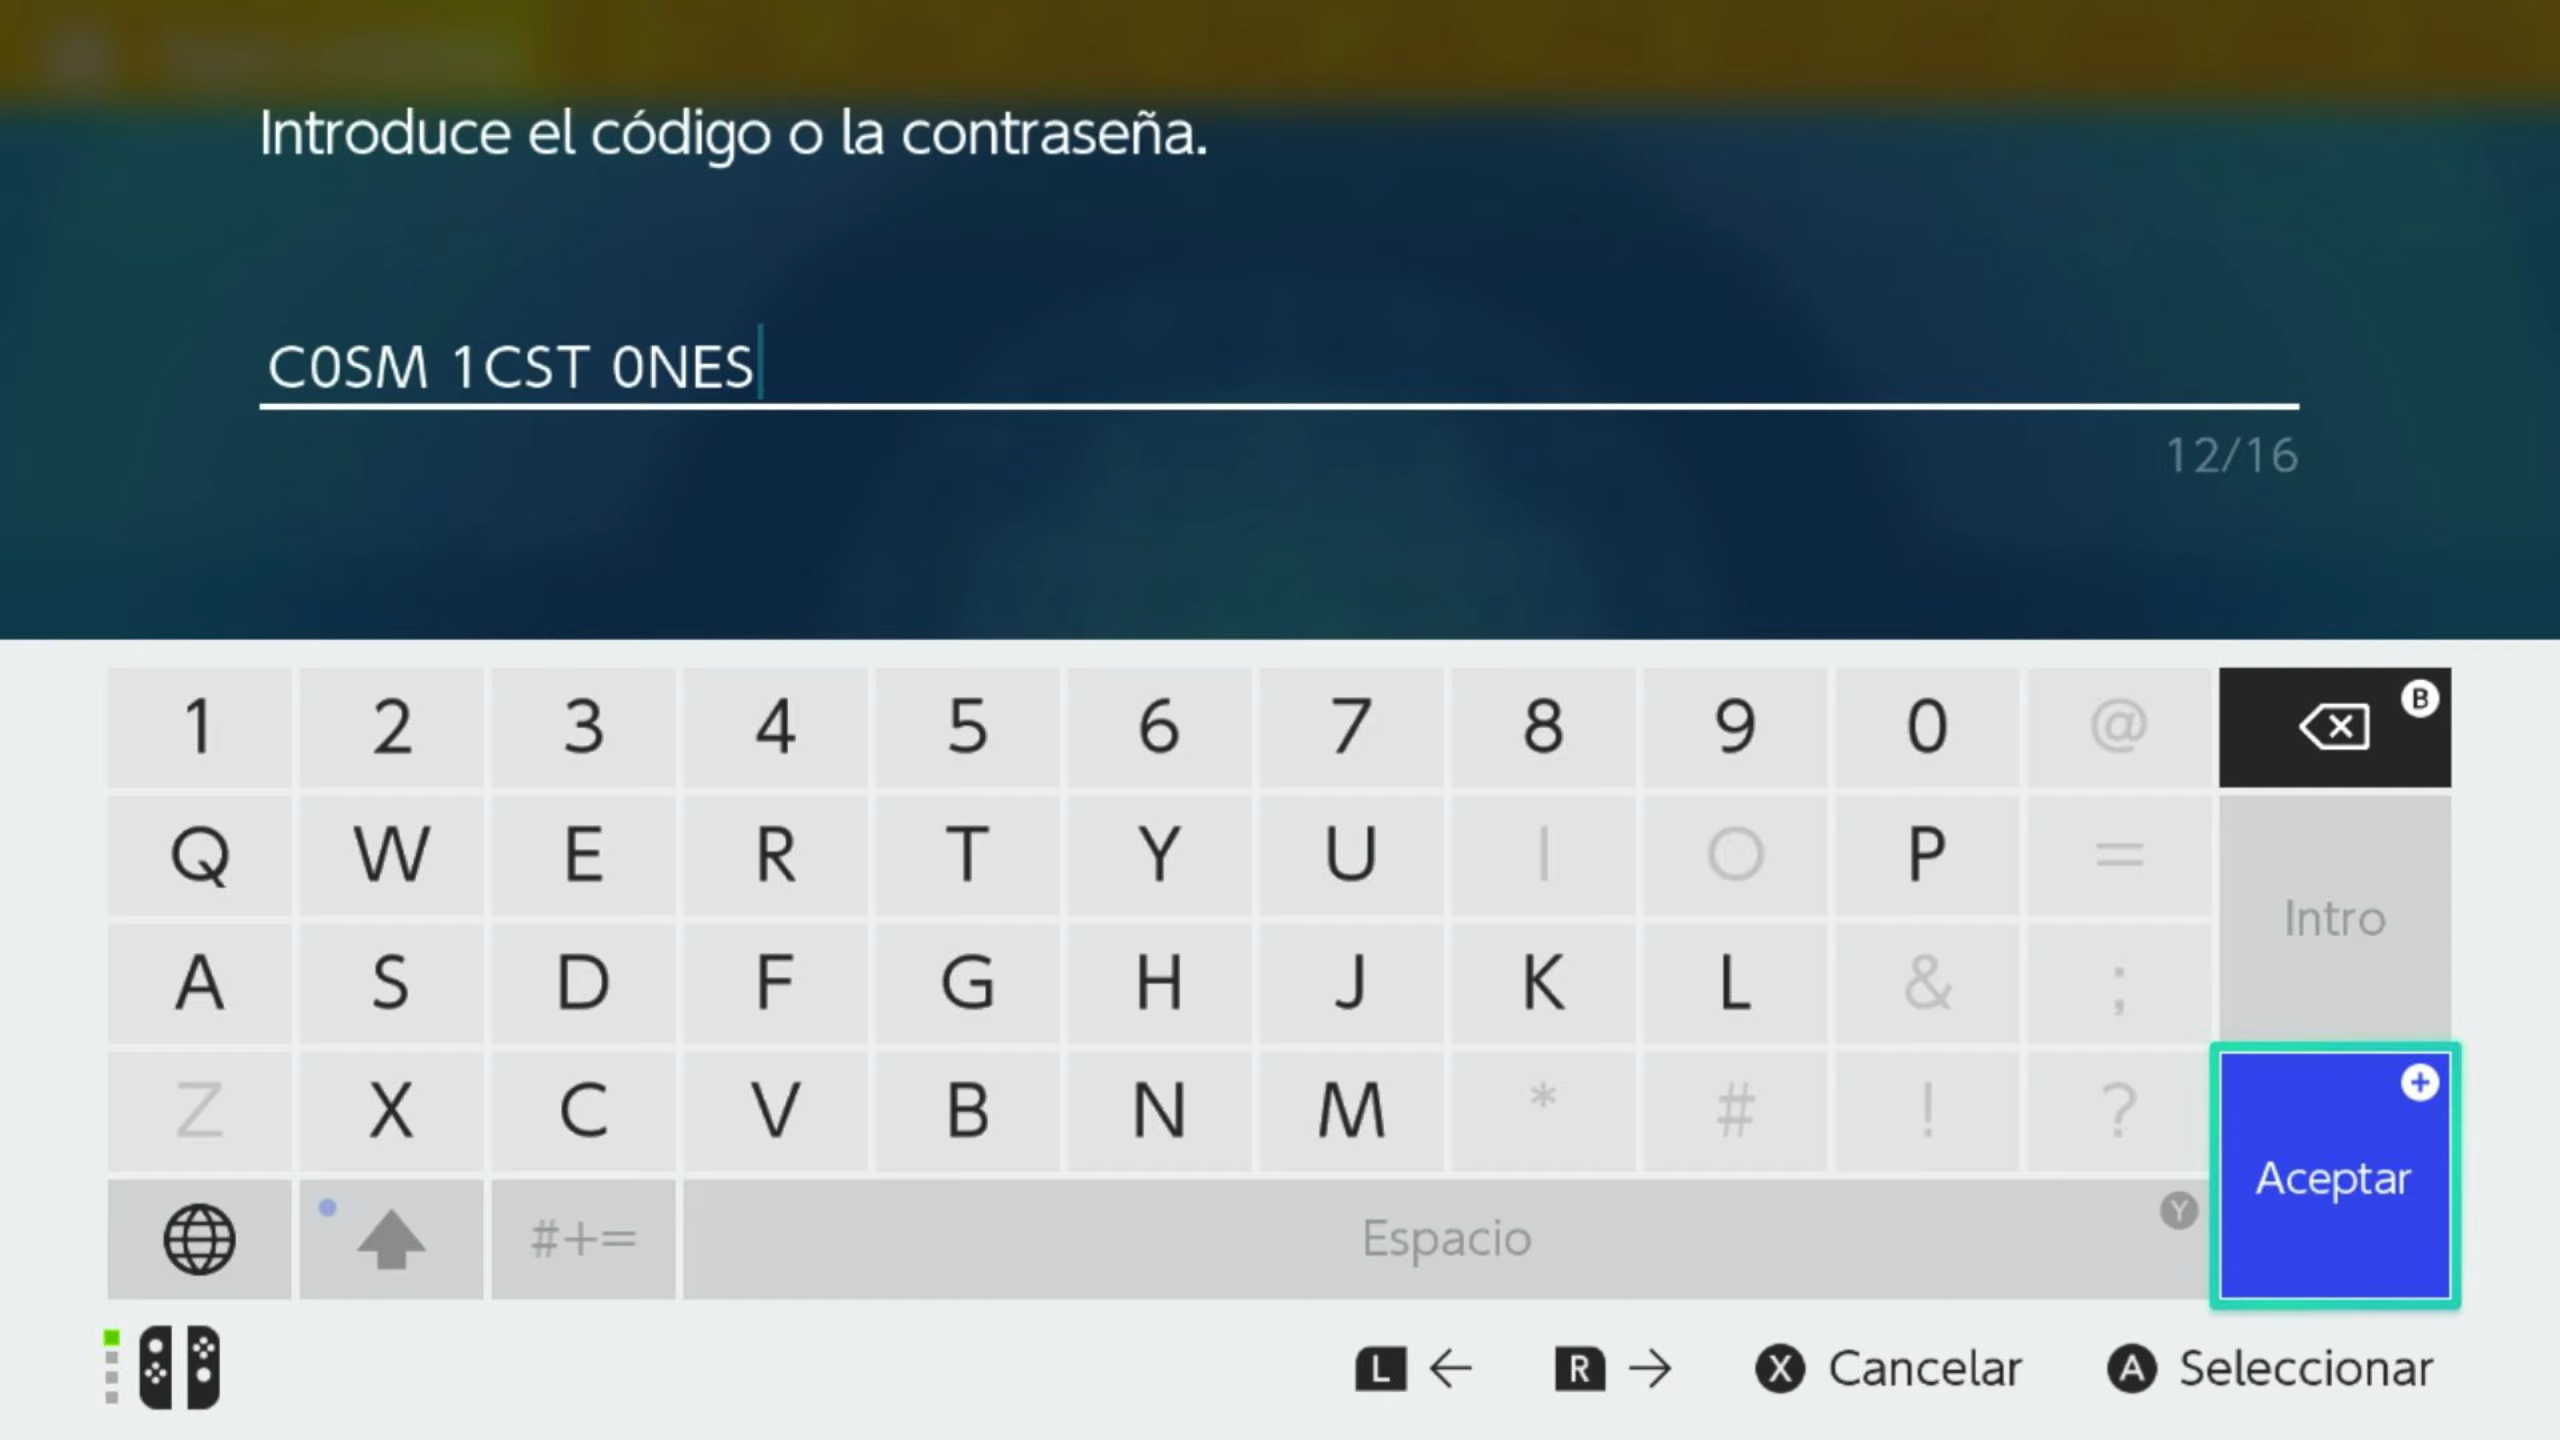 Introduce el código o la contraseña.
C0SM 1CST 0NES
12/16
1 2 3 4 5 6 7 8 9 0 @ B
Q W E R T Y U I O P =
Intro
A S D F G H J K L & ;
Z X C V B N M * # ! ? +
Aceptar
#+= Espacio Y
L ← R → X Cancelar A Seleccionar